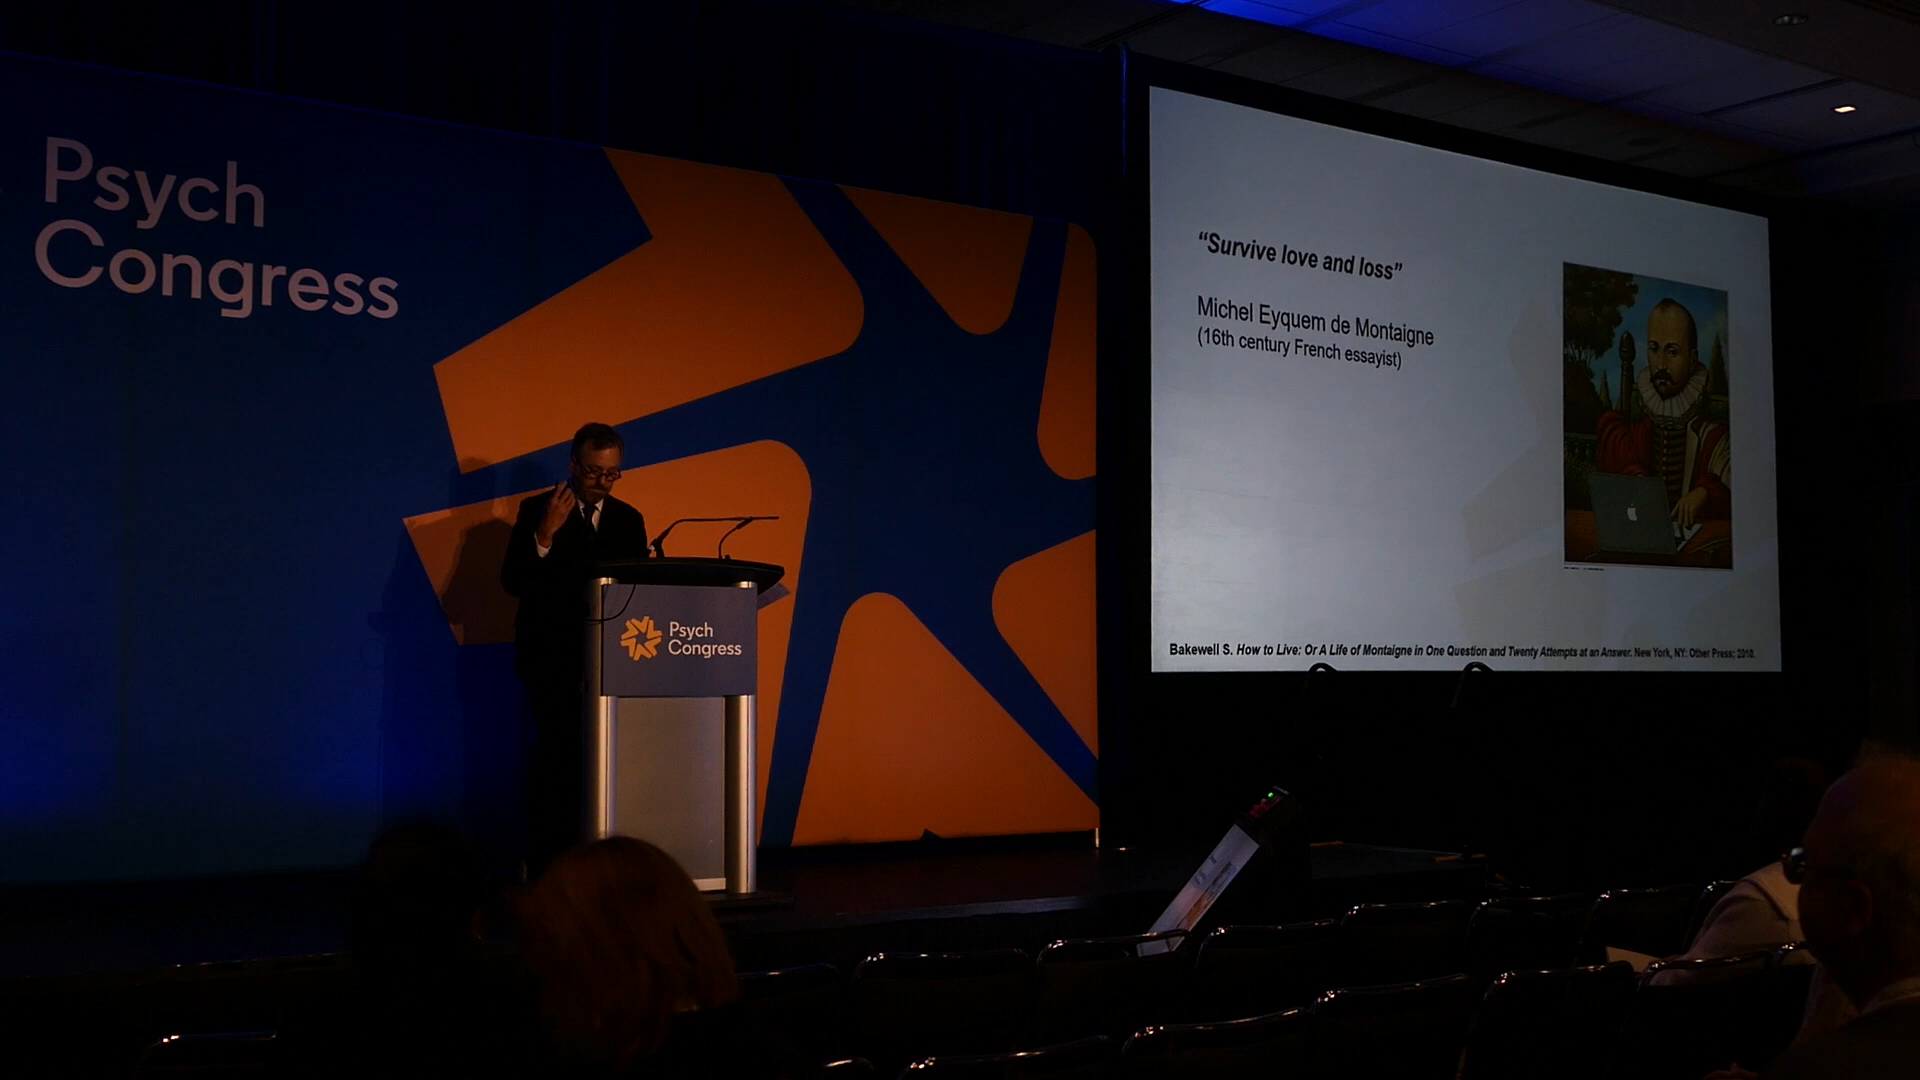 Psych
Congress
Psych
Congress
“Survive love and loss”
Michel Eyquem de Montaigne
(16th century French essayist)
Bakewell S. How to Live: Or A Life of Montaigne in One Question and Twenty Attempts at an Answer. New York, NY: Other Press; 2010.